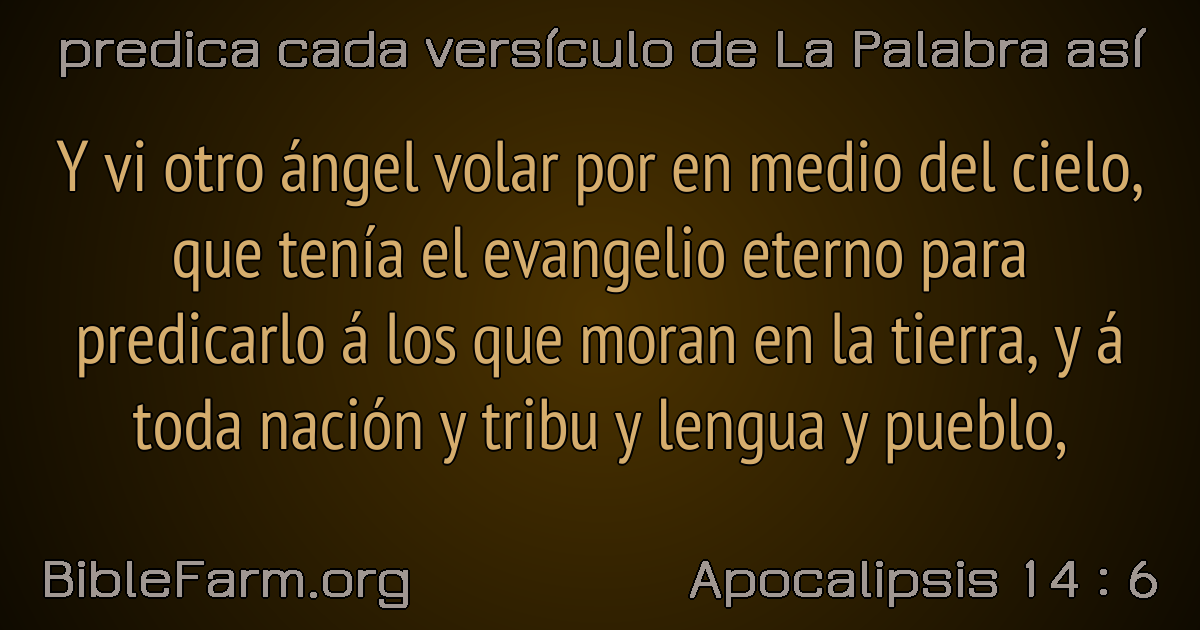 predica cada versículo de La Palabra así
Y vi otro ángel volar por en medio del cielo,
que tenía el evangelio eterno para
predicarlo á los que moran en la tierra, y á
toda nación y tribu y lengua y pueblo,
BibleFarm.org
Apocalipsis 14 : 6